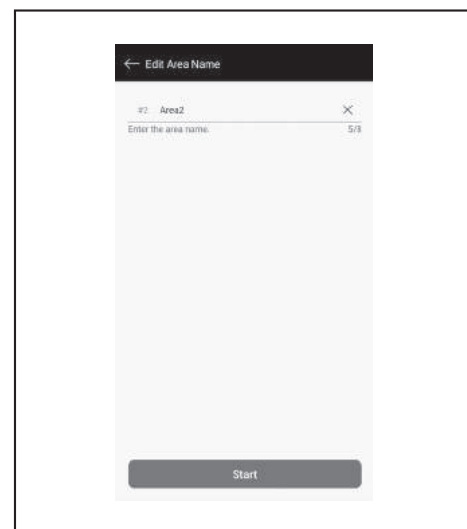 ← Edit Area Name
#2 Area2 ×
Enter the area name. 5/8
Start